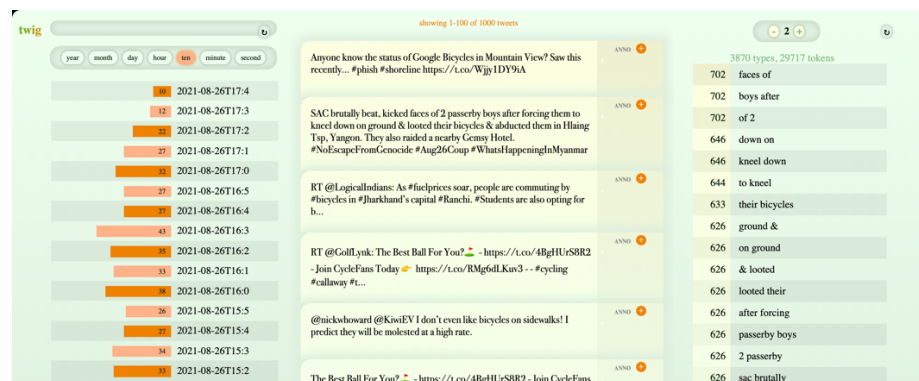 twig
↻
year month day hour ten minute second
10 2021-08-26T17:4
12 2021-08-26T17:3
22 2021-08-26T17:2
27 2021-08-26T17:1
32 2021-08-26T17:0
27 2021-08-26T16:5
27 2021-08-26T16:4
43 2021-08-26T16:3
35 2021-08-26T16:2
33 2021-08-26T16:1
38 2021-08-26T16:0
26 2021-08-26T15:5
27 2021-08-26T15:4
34 2021-08-26T15:3
33 2021-08-26T15:2
showing 1-100 of 1000 tweets
Anyone know the status of Google Bicycles in Mountain View? Saw this
recently... #phish #shoreline https://t.co/Wjjy1DY9iA
ANNO +
SAC brutally beat, kicked faces of 2 passerby boys after forcing them to
kneel down on ground & looted their bicycles & abducted them in Hlaing
Tsp, Yangon. They also raided a nearby Gemsy Hotel.
#NoEscapeFromGenocide #Aug26Coup #WhatsHappeningInMyanmar
ANNO +
RT @LogicalIndians: As #fuelprices soar, people are commuting by
#bicycles in #Jharkhand's capital #Ranchi. #Students are also opting for
b...
ANNO +
RT @GolfLynk: The Best Ball For You?⛳ - https://t.co/4BgHUrS8R2
- Join CycleFans Today 👉 https://t.co/RMg6dLKuv3 - - #cycling
#callaway #t...
ANNO +
@nickwhoward @KiwiEV I don't even like bicycles on sidewalks! I
predict they will be molested at a high rate.
ANNO +
The Best Ball For You?⛳ - https://t.co/4BgHUrS8R2 - Join CycleFans
ANNO +
- 2 +
↻
3870 types, 29717 tokens
702 faces of
702 boys after
702 of 2
646 down on
646 kneel down
644 to kneel
633 their bicycles
626 ground &
626 on ground
626 & looted
626 looted their
626 after forcing
626 passerby boys
626 2 passerby
626 sac brutally